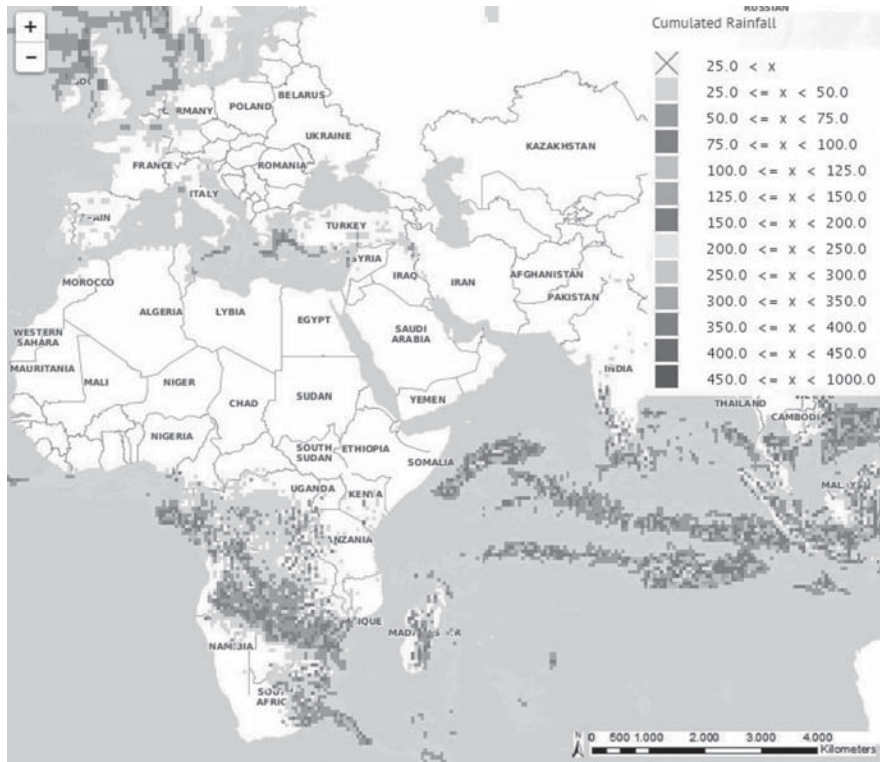 RUSSIAN
+
−
Cumulated Rainfall
25.0 < x
25.0 <= x < 50.0
50.0 <= x < 75.0
75.0 <= x < 100.0
100.0 <= x < 125.0
125.0 <= x < 150.0
150.0 <= x < 200.0
200.0 <= x < 250.0
250.0 <= x < 300.0
300.0 <= x < 350.0
350.0 <= x < 400.0
400.0 <= x < 450.0
450.0 <= x < 1000.0
BELARUS
POLAND
UKRAINE
KAZAKHSTAN
FRANCE
ROMANIA
ITALY
TURKEY
SYRIA
IRAQ
IRAN
AFGHANISTAN
PAKISTAN
MOROCCO
ALGERIA
LYBIA
EGYPT
SAUDI
ARABIA
WESTERN
SAHARA
MAURITANIA
MALI
NIGER
CHAD
SUDAN
YEMEN
INDIA
THAILAND
NIGERIA
SOUTH
SUDAN
ETHIOPIA
SOMALIA
UGANDA
KENYA
N
0 500 1.000 2.000 3.000 4.000
Kilometers